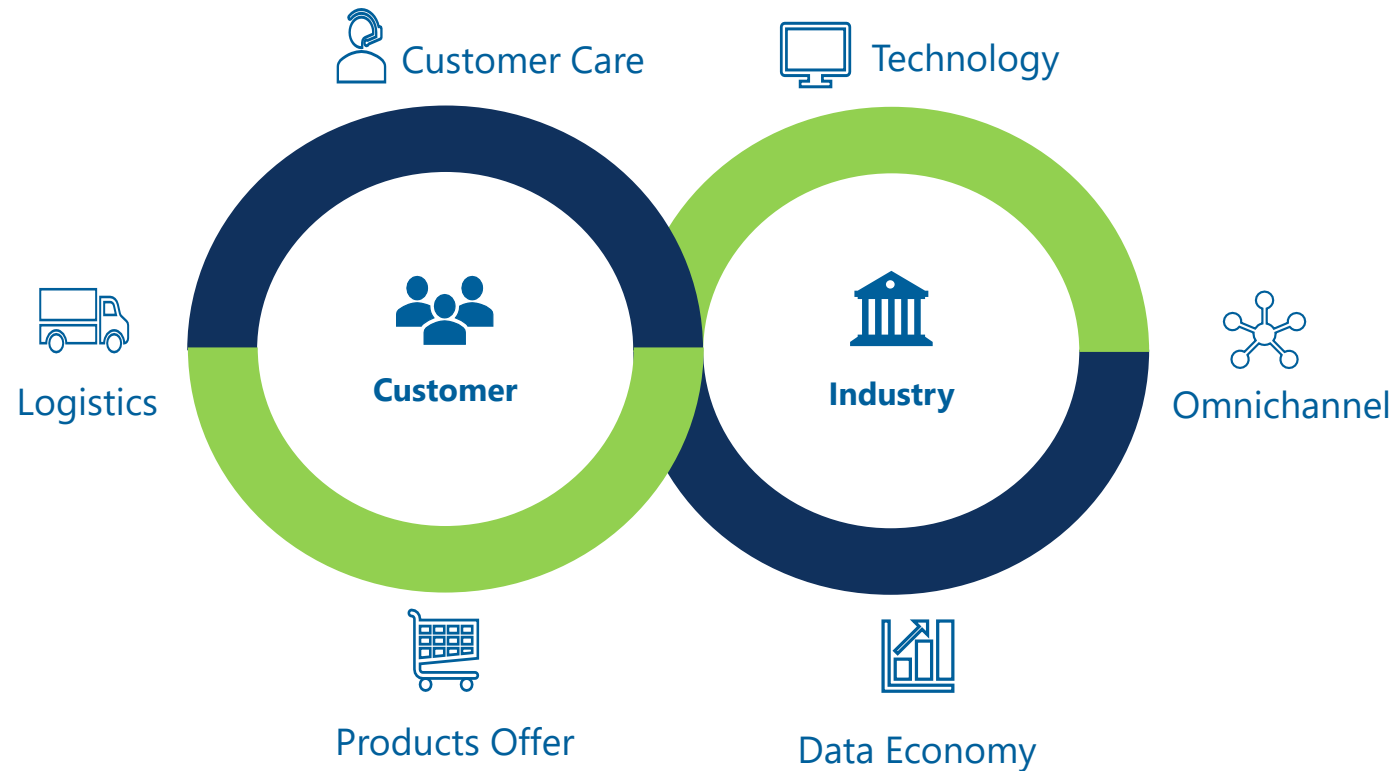 Customer Care
Technology
Customer
Industry
Logistics
Omnichannel
Products Offer
Data Economy